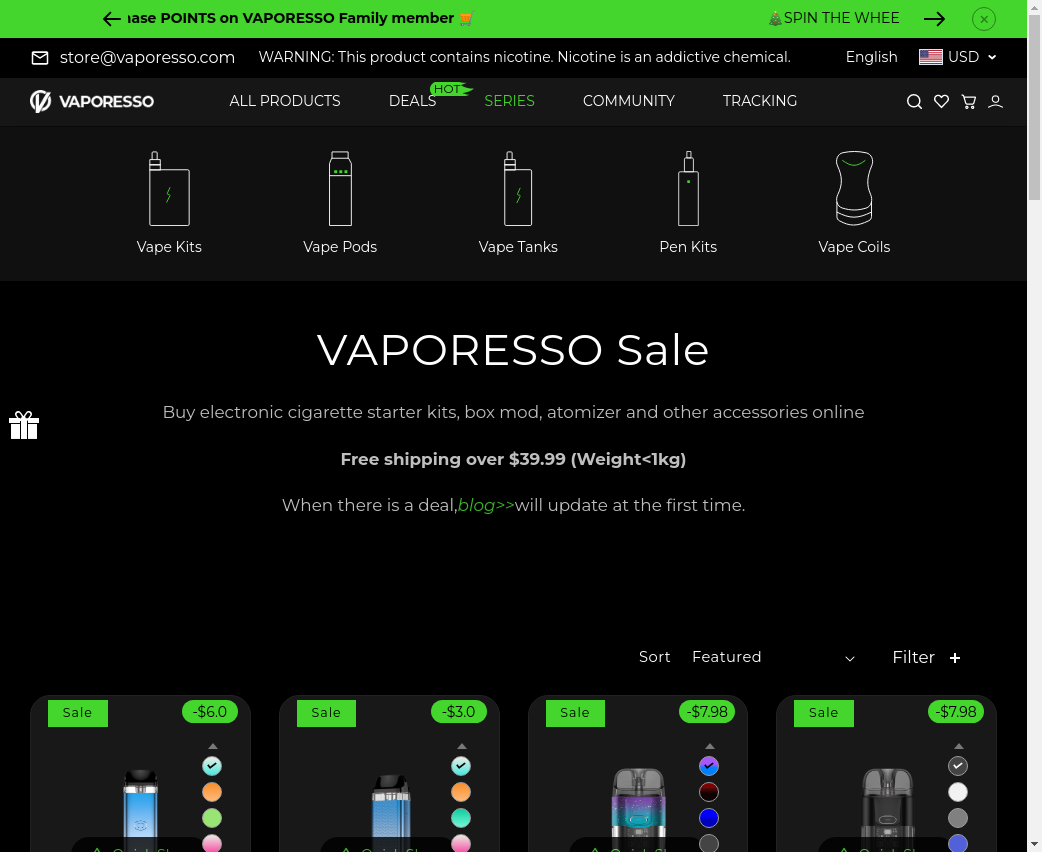 ase POINTS on VAPORESSO Family member
SPIN THE WHEE
store@vaporesso.com
WARNING: This product contains nicotine. Nicotine is an addictive chemical.
English
USD
VAPORESSO
ALL PRODUCTS
DEALS
HOT
SERIES
COMMUNITY
TRACKING
Vape Kits
Vape Pods
Vape Tanks
Pen Kits
Vape Coils
VAPORESSO Sale
Buy electronic cigarette starter kits, box mod, atomizer and other accessories online
Free shipping over $39.99 (Weight<1kg)
When there is a deal,blog>>will update at the first time.
Sort Featured
Filter +
Sale -$6.0
Sale -$3.0
Sale -$7.98
Sale -$7.98